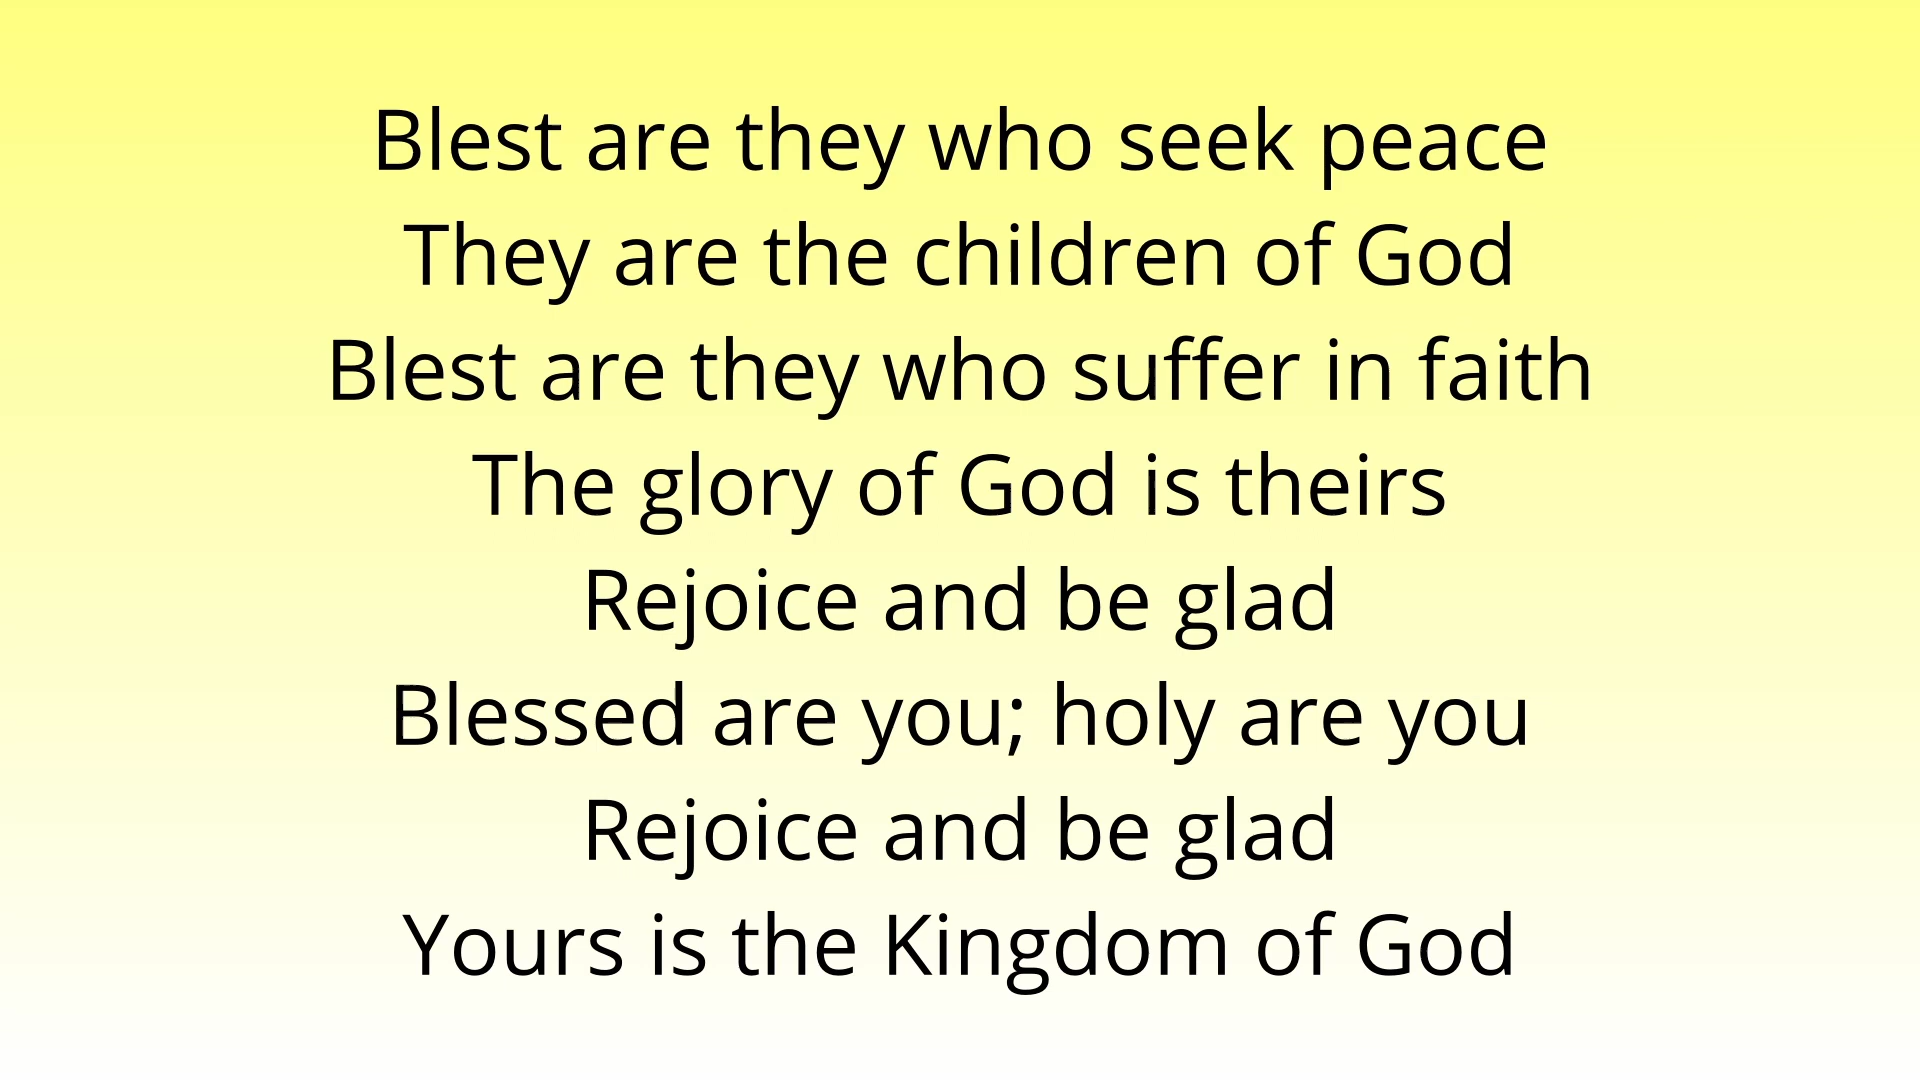 Blest are they who seek peace
They are the children of God
Blest are they who suffer in faith
The glory of God is theirs
Rejoice and be glad
Blessed are you; holy are you
Rejoice and be glad
Yours is the Kingdom of God